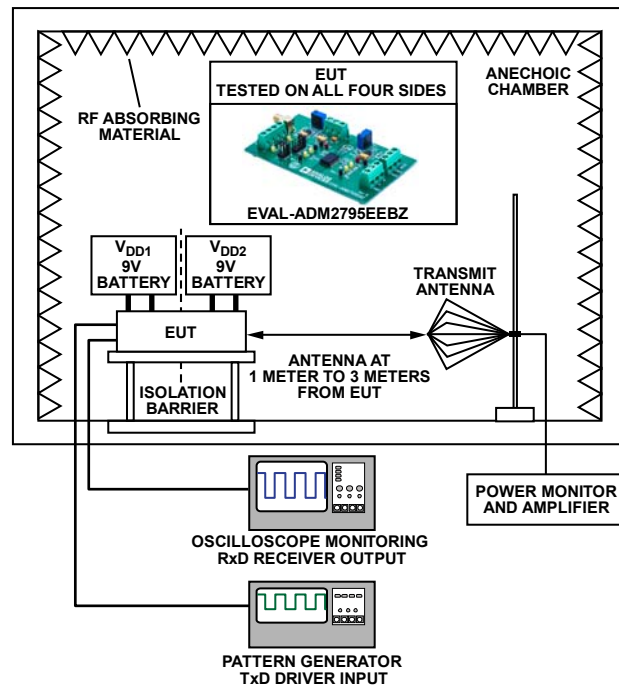 EUT
TESTED ON ALL FOUR SIDES
ANECHOIC
CHAMBER
RF ABSORBING
MATERIAL
EVAL-ADM2795EEBZ
VDD1
9V
BATTERY
VDD2
9V
BATTERY
TRANSMIT
ANTENNA
EUT
ANTENNA AT
1 METER TO 3 METERS
FROM EUT
ISOLATION
BARRIER
POWER MONITOR
AND AMPLIFIER
OSCILLOSCOPE MONITORING
RxD RECEIVER OUTPUT
PATTERN GENERATOR
TxD DRIVER INPUT